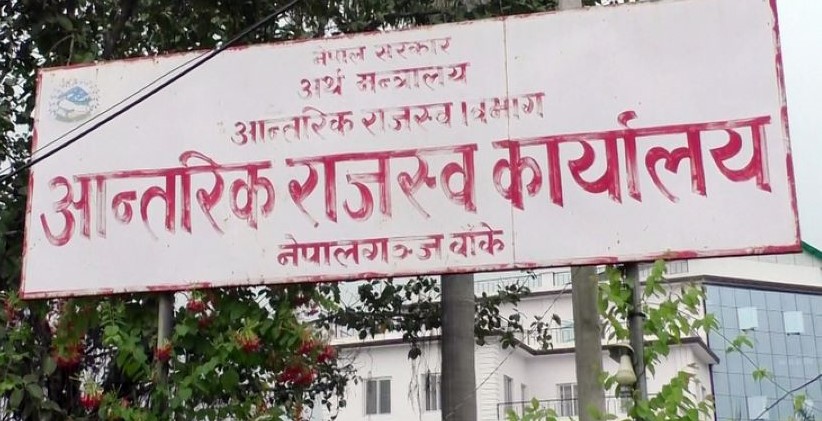 नेपाल सरकार
अर्थ मन्त्रालय
आन्तरिक राजस्व विभाग
आन्तरिक राजस्व कार्यालय
नेपालगञ्ज बाँके